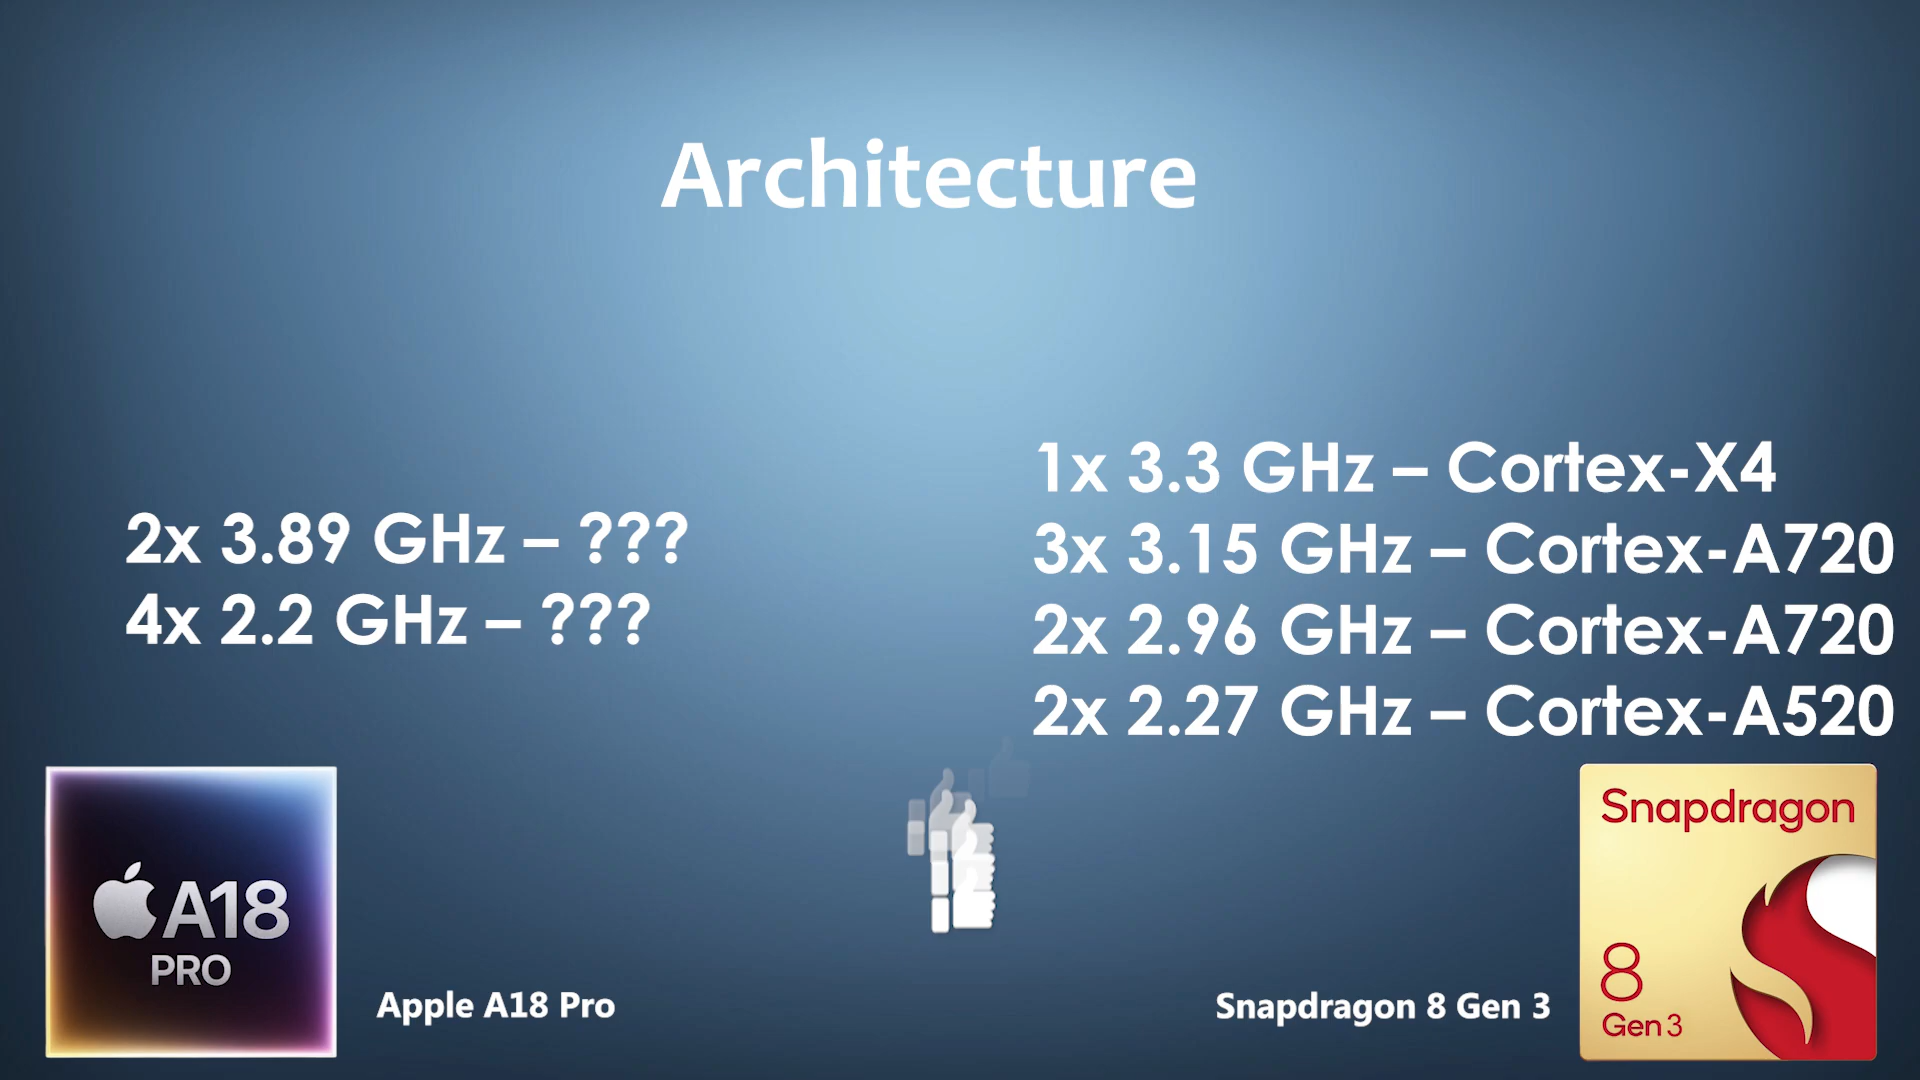 Architecture
2x 3.89 GHz – ???
4x 2.2 GHz – ???
1x 3.3 GHz – Cortex-X4
3x 3.15 GHz – Cortex-A720
2x 2.96 GHz – Cortex-A720
2x 2.27 GHz – Cortex-A520
A18
PRO
Apple A18 Pro
Snapdragon 8 Gen 3
Snapdragon
8
Gen 3